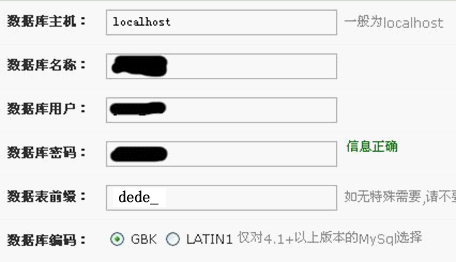 数据库主机： localhost 一般为localhost
数据库名称：
数据库用户：
数据库密码： 信息正确
数据表前缀： dede_ 如无特殊需要,请不
数据库编码： GBK LATIN1 仅对4.1+以上版本的MySql选择